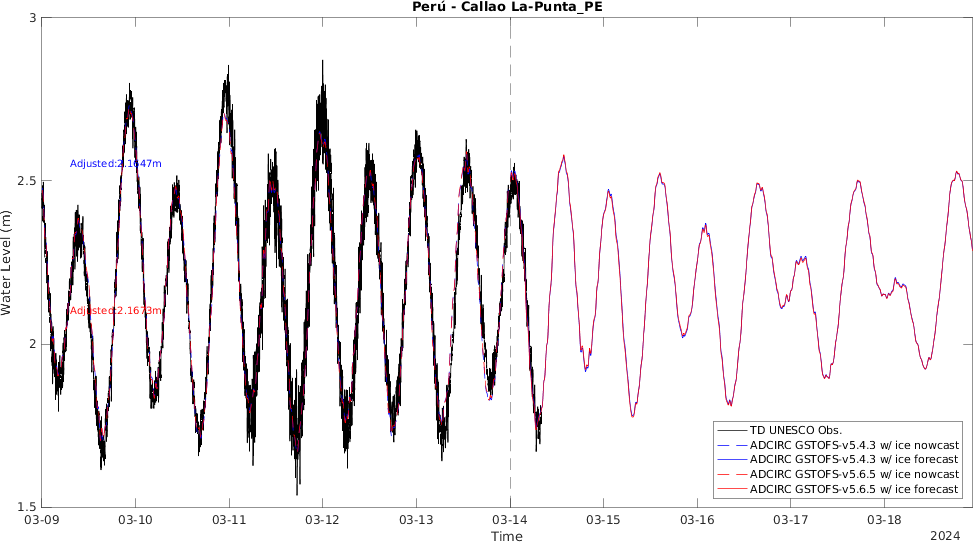 Perú - Callao La-Punta_PE
3
2.5
2
1.5
Water Level (m)
Adjusted:2.1647m
Adjusted:2.1673m
TD UNESCO Obs.
ADCIRC GSTOFS-v5.4.3 w/ ice nowcast
ADCIRC GSTOFS-v5.4.3 w/ ice forecast
ADCIRC GSTOFS-v5.6.5 w/ ice nowcast
ADCIRC GSTOFS-v5.6.5 w/ ice forecast
03-09 03-10 03-11 03-12 03-13 03-14 03-15 03-16 03-17 03-18
Time
2024